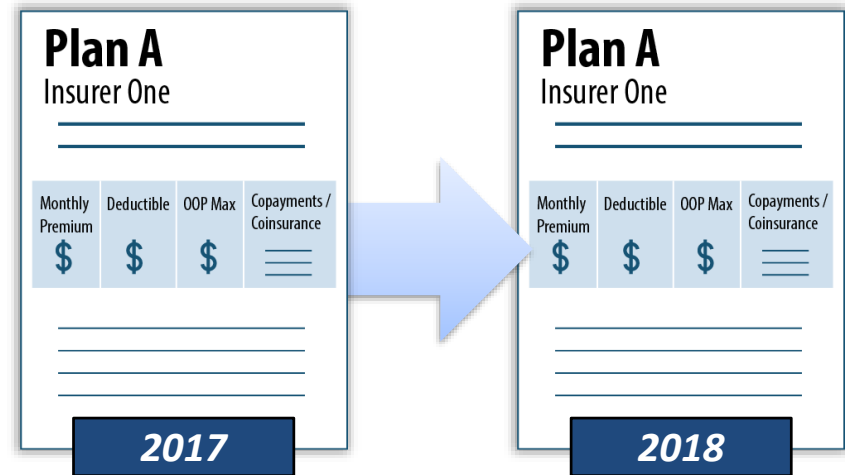 Plan A
Insurer One
Monthly Premium
Deductible
OOP Max
Copayments / Coinsurance
$
$
$
2017
Plan A
Insurer One
Monthly Premium
Deductible
OOP Max
Copayments / Coinsurance
$
$
$
2018